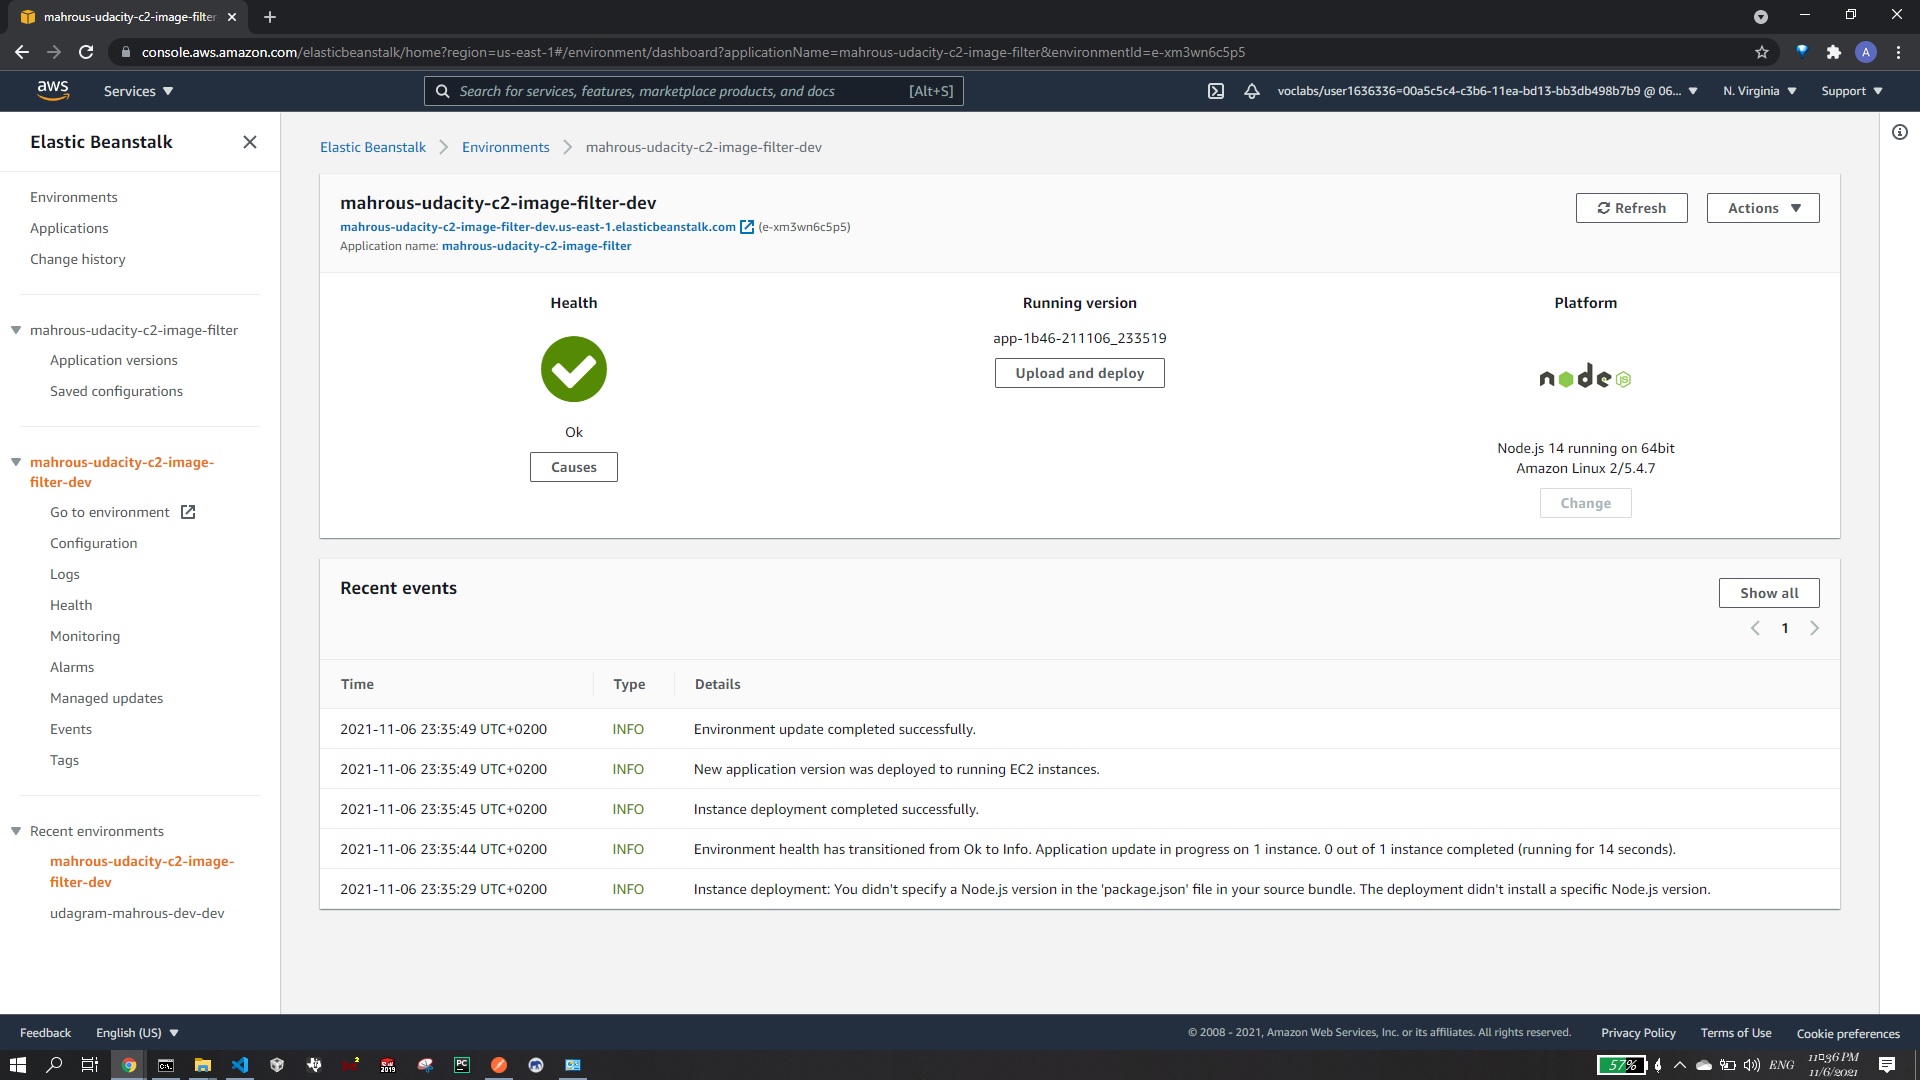 mahrous-udacity-c2-image-filter
console.aws.amazon.com/elasticbeanstalk/home?region=us-east-1#/environment/dashboard?applicationName=mahrous-udacity-c2-image-filter&environmentId=e-xm3wn6c5p5
A
aws
Services
Search for services, features, marketplace products, and docs
[Alt+S]
voclabs/user1636336=00a5c5c4-c3b6-11ea-bd13-bb3db498b7b9 @ 06...
N. Virginia
Support
Elastic Beanstalk
Environments
Applications
Change history
mahrous-udacity-c2-image-filter
Application versions
Saved configurations
mahrous-udacity-c2-image-
filter-dev
Go to environment
Configuration
Logs
Health
Monitoring
Alarms
Managed updates
Events
Tags
Recent environments
mahrous-udacity-c2-image-
filter-dev
udagram-mahrous-dev-dev
Elastic Beanstalk
Environments
mahrous-udacity-c2-image-filter-dev
mahrous-udacity-c2-image-filter-dev
mahrous-udacity-c2-image-filter-dev.us-east-1.elasticbeanstalk.com (e-xm3wn6c5p5)
Application name: mahrous-udacity-c2-image-filter
Refresh
Actions
Health
Ok
Causes
Running version
app-1b46-211106_233519
Upload and deploy
Platform
node JS
Node.js 14 running on 64bit
Amazon Linux 2/5.4.7
Change
Recent events
Show all
1
Time Type Details
2021-11-06 23:35:49 UTC+0200 INFO Environment update completed successfully.
2021-11-06 23:35:49 UTC+0200 INFO New application version was deployed to running EC2 instances.
2021-11-06 23:35:45 UTC+0200 INFO Instance deployment completed successfully.
2021-11-06 23:35:44 UTC+0200 INFO Environment health has transitioned from Ok to Info. Application update in progress on 1 instance. 0 out of 1 instance completed (running for 14 seconds).
2021-11-06 23:35:29 UTC+0200 INFO Instance deployment: You didn't specify a Node.js version in the 'package.json' file in your source bundle. The deployment didn't install a specific Node.js version.
Feedback
English (US)
© 2008 - 2021, Amazon Web Services, Inc. or its affiliates. All rights reserved.
Privacy Policy
Terms of Use
Cookie preferences
2019
PC
57%
ENG
11:36 PM
11/6/2021